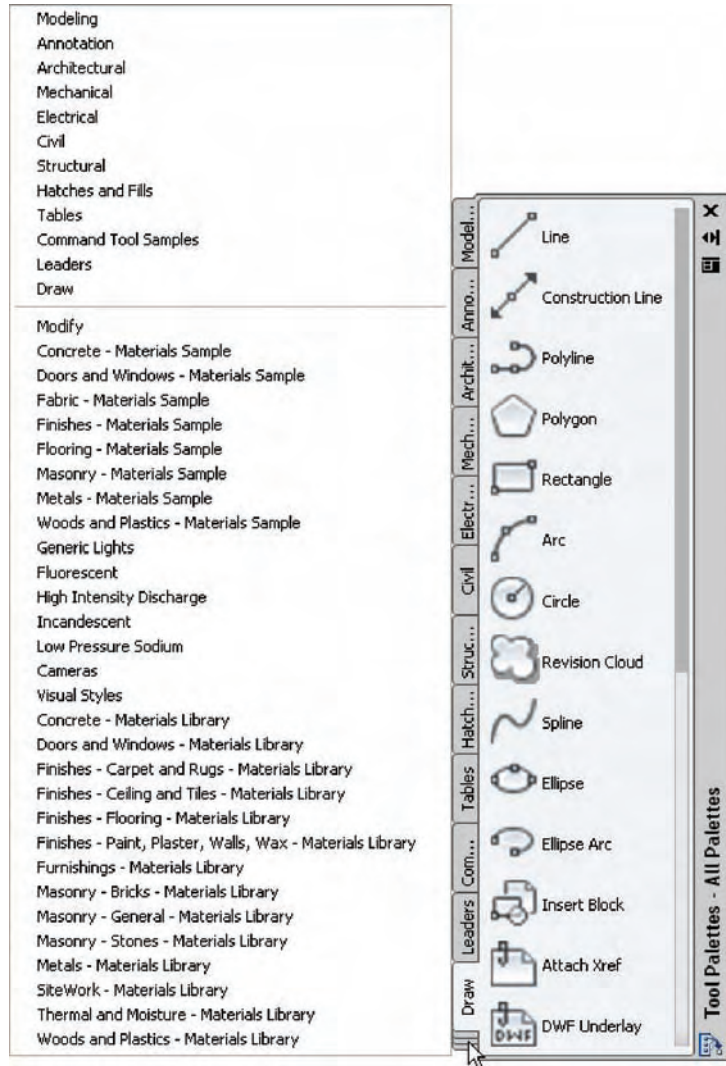 Modeling
Annotation
Architectural
Mechanical
Electrical
Civil
Structural
Hatches and Fills
Tables
Command Tool Samples
Leaders
Draw
Modify
Concrete - Materials Sample
Doors and Windows - Materials Sample
Fabric - Materials Sample
Finishes - Materials Sample
Flooring - Materials Sample
Masonry - Materials Sample
Metals - Materials Sample
Woods and Plastics - Materials Sample
Generic Lights
Fluorescent
High Intensity Discharge
Incandescent
Low Pressure Sodium
Cameras
Visual Styles
Concrete - Materials Library
Doors and Windows - Materials Library
Finishes - Carpet and Rugs - Materials Library
Finishes - Ceiling and Tiles - Materials Library
Finishes - Flooring - Materials Library
Finishes - Paint, Plaster, Walls, Wax - Materials Library
Furnishings - Materials Library
Masonry - Bricks - Materials Library
Masonry - General - Materials Library
Masonry - Stones - Materials Library
Metals - Materials Library
SiteWork - Materials Library
Thermal and Moisture - Materials Library
Woods and Plastics - Materials Library
Model...
Anno...
Archit...
Mech...
Electr...
Civil
Struc...
Hatch...
Tables
Com...
Leaders
Draw
Line
Construction Line
Polyline
Polygon
Rectangle
Arc
Circle
Revision Cloud
Spline
Ellipse
Ellipse Arc
Insert Block
Attach Xref
DWF
DWF Underlay
Tool Palettes - All Palettes